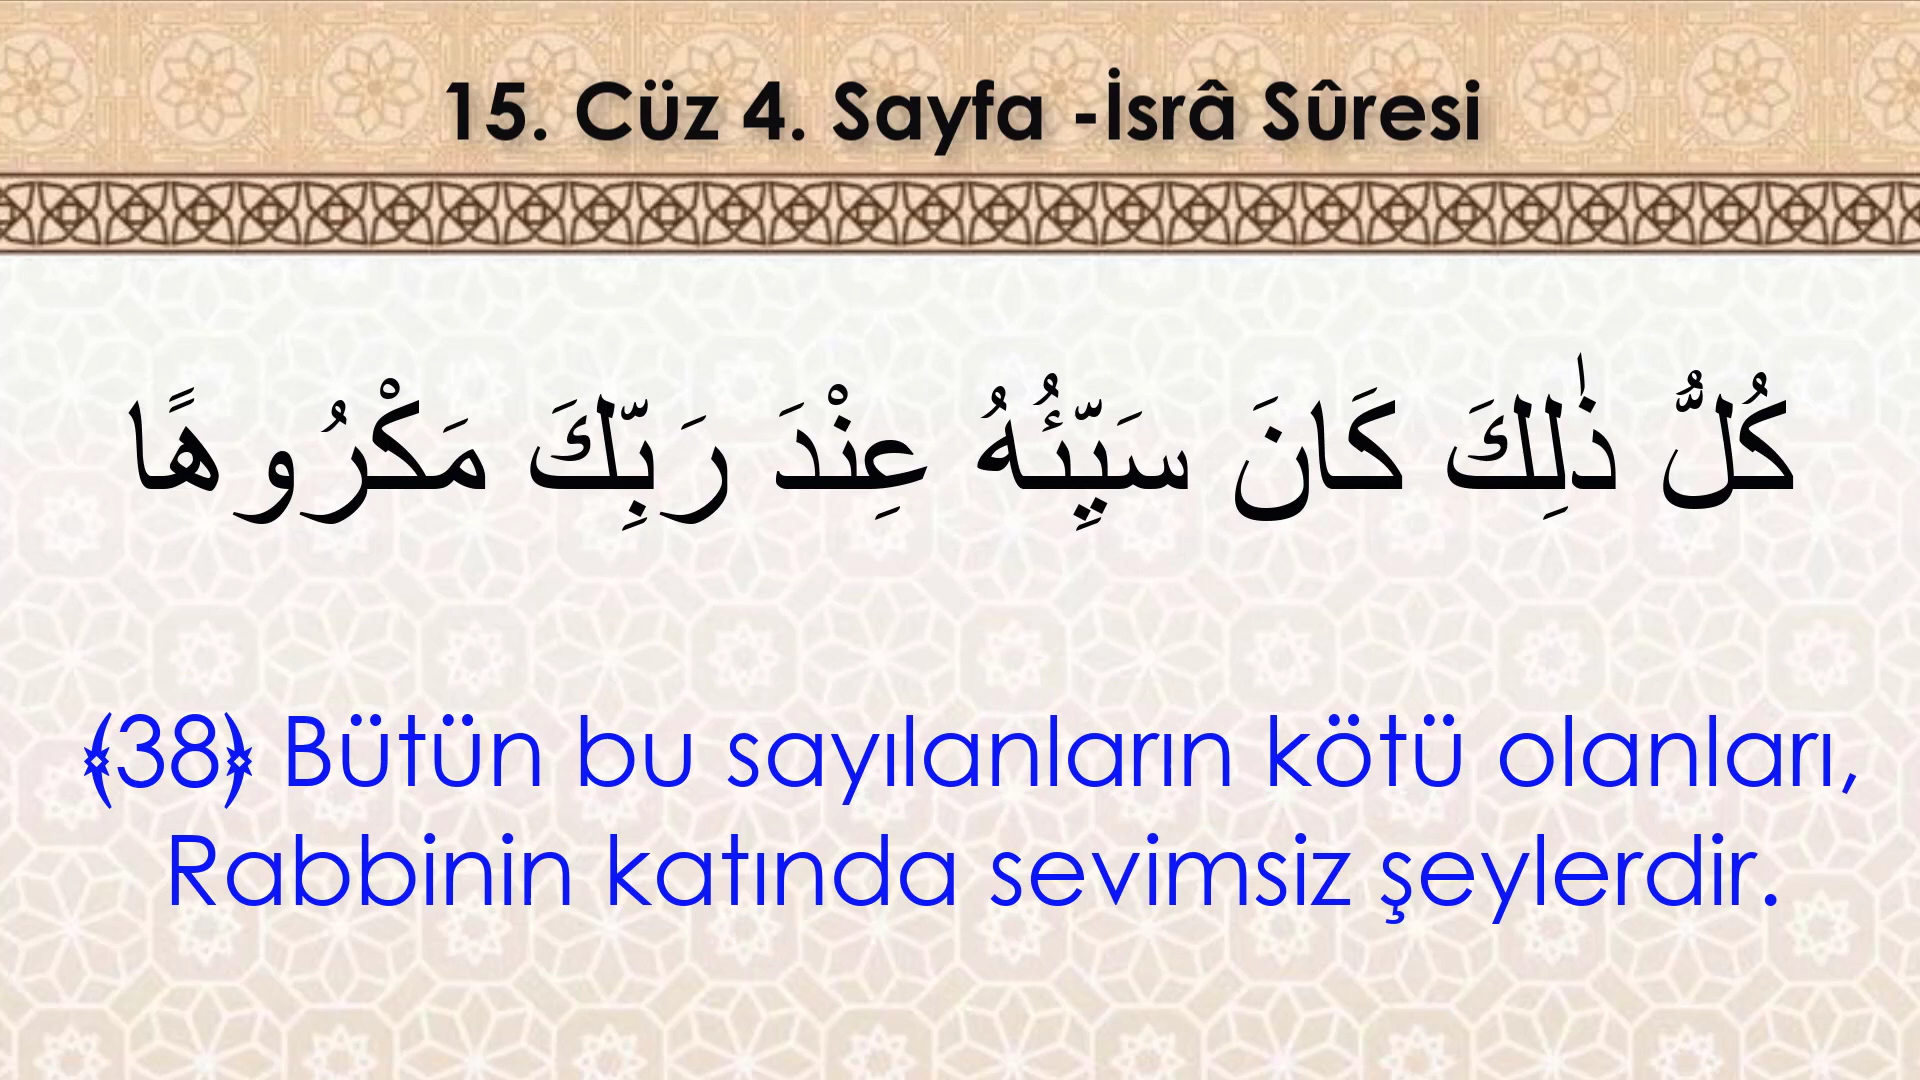 15. Cüz 4. Sayfa -İsrâ Sûresi
كُلُّ ذٰلِكَ كَانَ سَيِّئُهُ عِنْدَ رَبِّكَ مَكْرُوهًا
﴾38﴿ Bütün bu sayılanların kötü olanları,
Rabbinin katında sevimsiz şeylerdir.